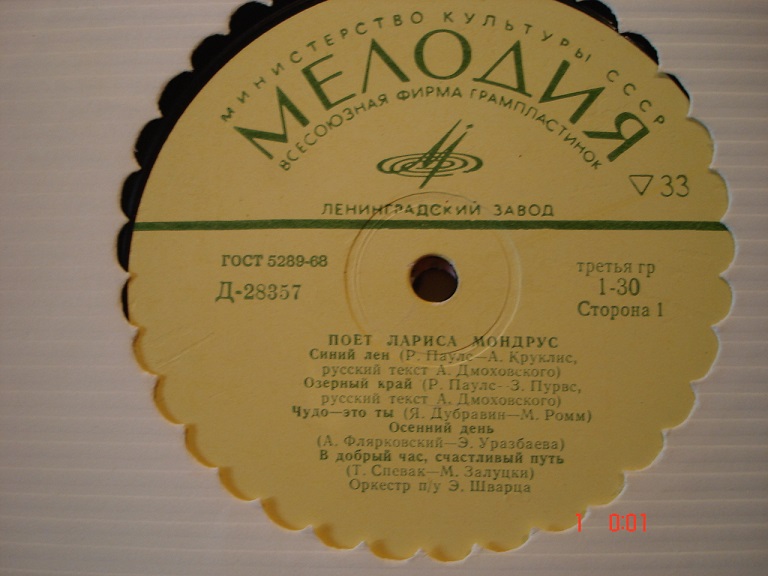 МИНИСТЕРСТВО КУЛЬТУРЫ СССР
МЕЛОДИЯ
ВСЕСОЮЗНАЯ ФИРМА ГРАМПЛАСТИНОК
▽ 33
ЛЕНИНГРАДСКИЙ ЗАВОД
ГОСТ 5289-68
Д-28357
третья гр
1-30
Сторона 1
ПОЕТ ЛАРИСА МОНДРУС
Синий лен (Р. Паулс—А. Круклис,
русский текст А. Дмоховского)
Озерный край (Р. Паулс—З. Пурвс,
русский текст А. Дмоховского)
Чудо—это ты (Я. Дубравин—М. Ромм)
Осенний день
(А. Флярковский—Э. Уразбаева)
В добрый час, счастливый путь
(Т. Спевак—М. Залуцки)
Оркестр п/у Э. Шварца
1 0:01